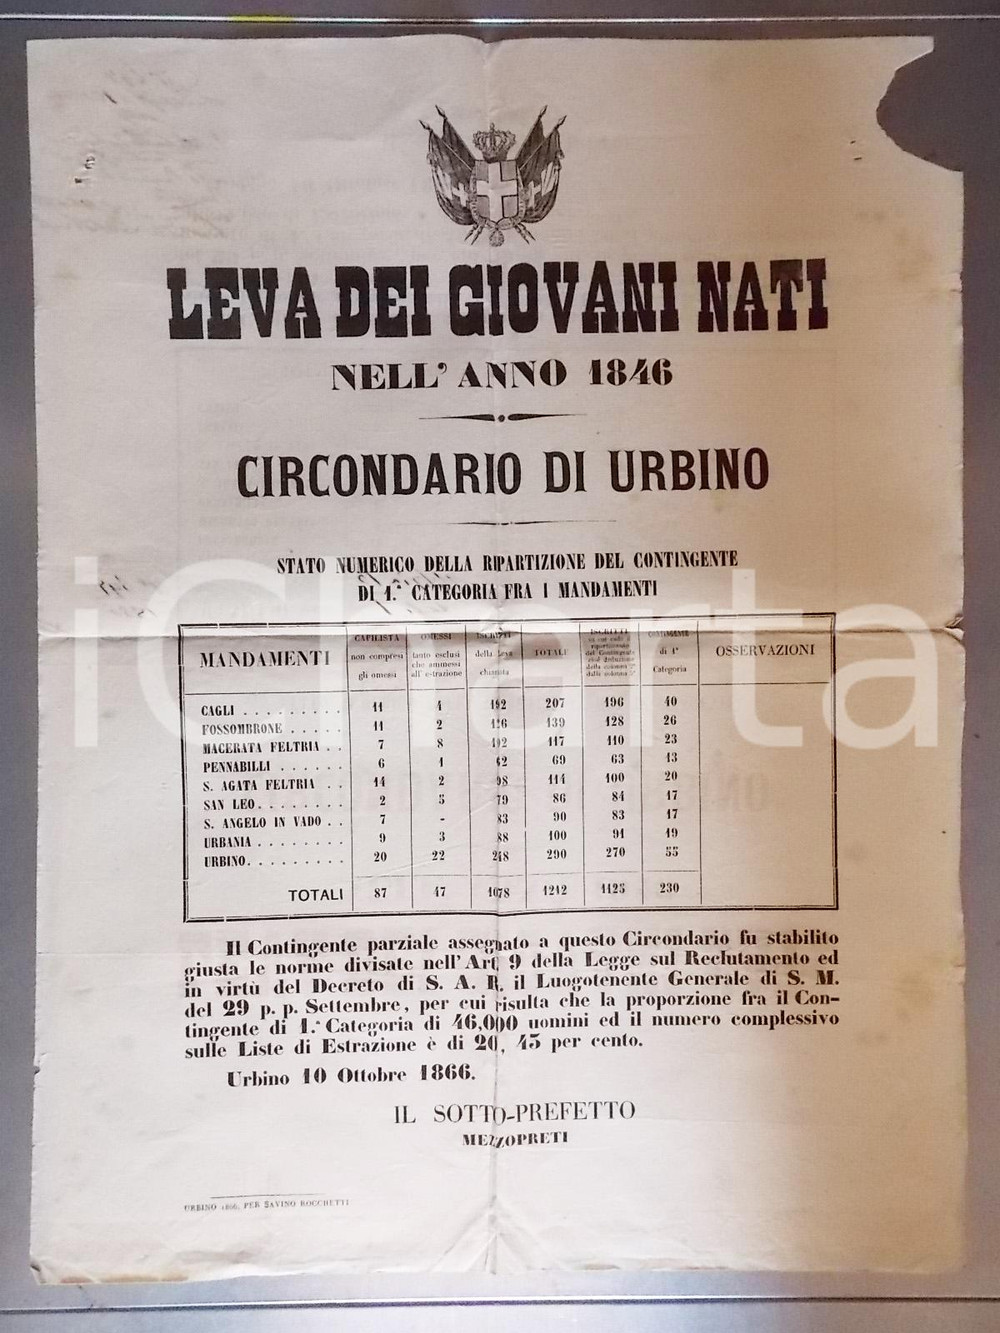 LEVA DEI GIOVANI NATI
NELL' ANNO 1846
CIRCONDARIO DI URBINO
STATO NUMERICO DELLA RIPARTIZIONE DEL CONTINGENTE
DI 1.ª CATEGORIA FRA I MANDAMENTI
MANDAMENTI CAPILISTA non compresi gli omessi OMESSI tanto esclusi che ammessi all' estrazione ISCRITTI della Leva chiamata TOTALE ISCRITTI CONTINGENTE di 1ª Categoria OSSERVAZIONI
CAGLI . . . . . . . . . 11 4 192 207 196 40
FOSSOMBRONE . . . . . 11 2 126 139 128 26
MACERATA FELTRIA . . 7 8 102 117 110 23
PENNABILLI . . . . . . 6 1 62 69 63 13
S. AGATA FELTRIA . . 14 2 98 114 100 20
SAN LEO . . . . . . . . 2 5 79 86 84 17
S. ANGELO IN VADO . . 7 - 83 90 83 17
URBANIA . . . . . . . . 9 3 88 100 91 19
URBINO . . . . . . . . . 20 22 248 290 270 55
TOTALI 87 47 1078 1212 1125 230
Il Contingente parziale assegnato a questo Circondario fu stabilito
giusta le norme divisate nell' Art. 9 della Legge sul Reclutamento ed
in virtù del Decreto di S. A. R. il Luogotenente Generale di S. M.
del 29 p. p. Settembre, per cui risulta che la proporzione fra il Con-
tingente di 1.ª Categoria di 46,000 uomini ed il numero complessivo
sulle Liste di Estrazione è di 20, 45 per cento.
Urbino 10 Ottobre 1866.
IL SOTTO-PREFETTO
MEZZOPRETI
URBINO 1866. PER SAVINO ROCCHETTI
iCharta